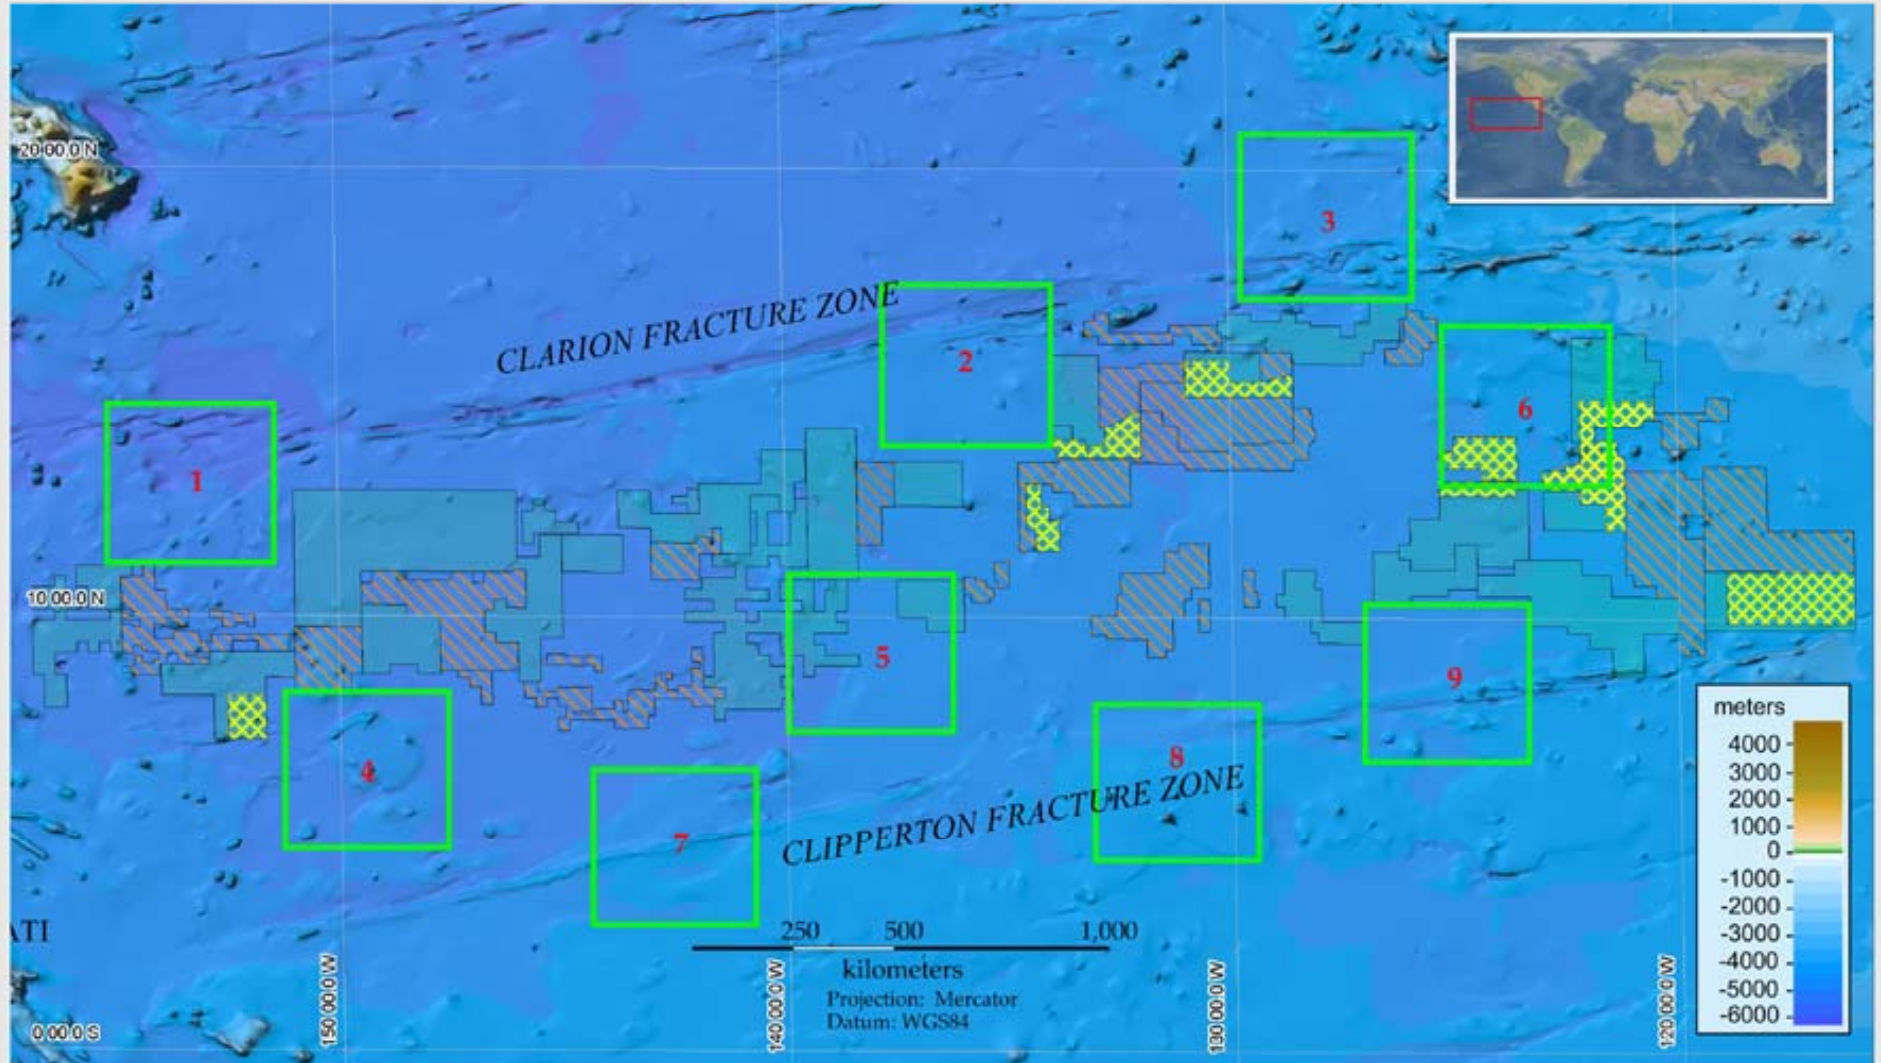 20 00.0 N
3
CLARION FRACTURE ZONE
2
6
1
10 00.0 N
5
9
4
8
7
CLIPPERTON FRACTURE ZONE
meters
4000
3000
2000
1000
0
-1000
-2000
-3000
-4000
-5000
-6000
ATI
250 500 1,000
kilometers
Projection: Mercator
Datum: WGS84
150 00.0 W
140 00.0 W
130 00.0 W
120 00.0 W
0 00.0 S